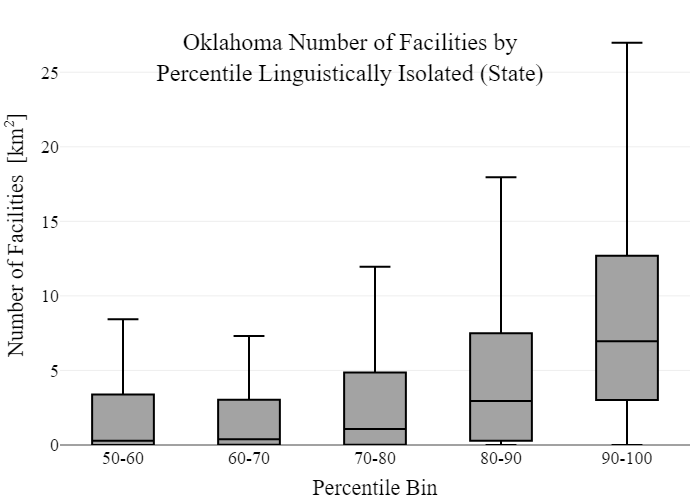 Oklahoma Number of Facilities by
Percentile Linguistically Isolated (State)
Number of Facilities [km²]
25
20
15
10
5
0
50-60 60-70 70-80 80-90 90-100
Percentile Bin